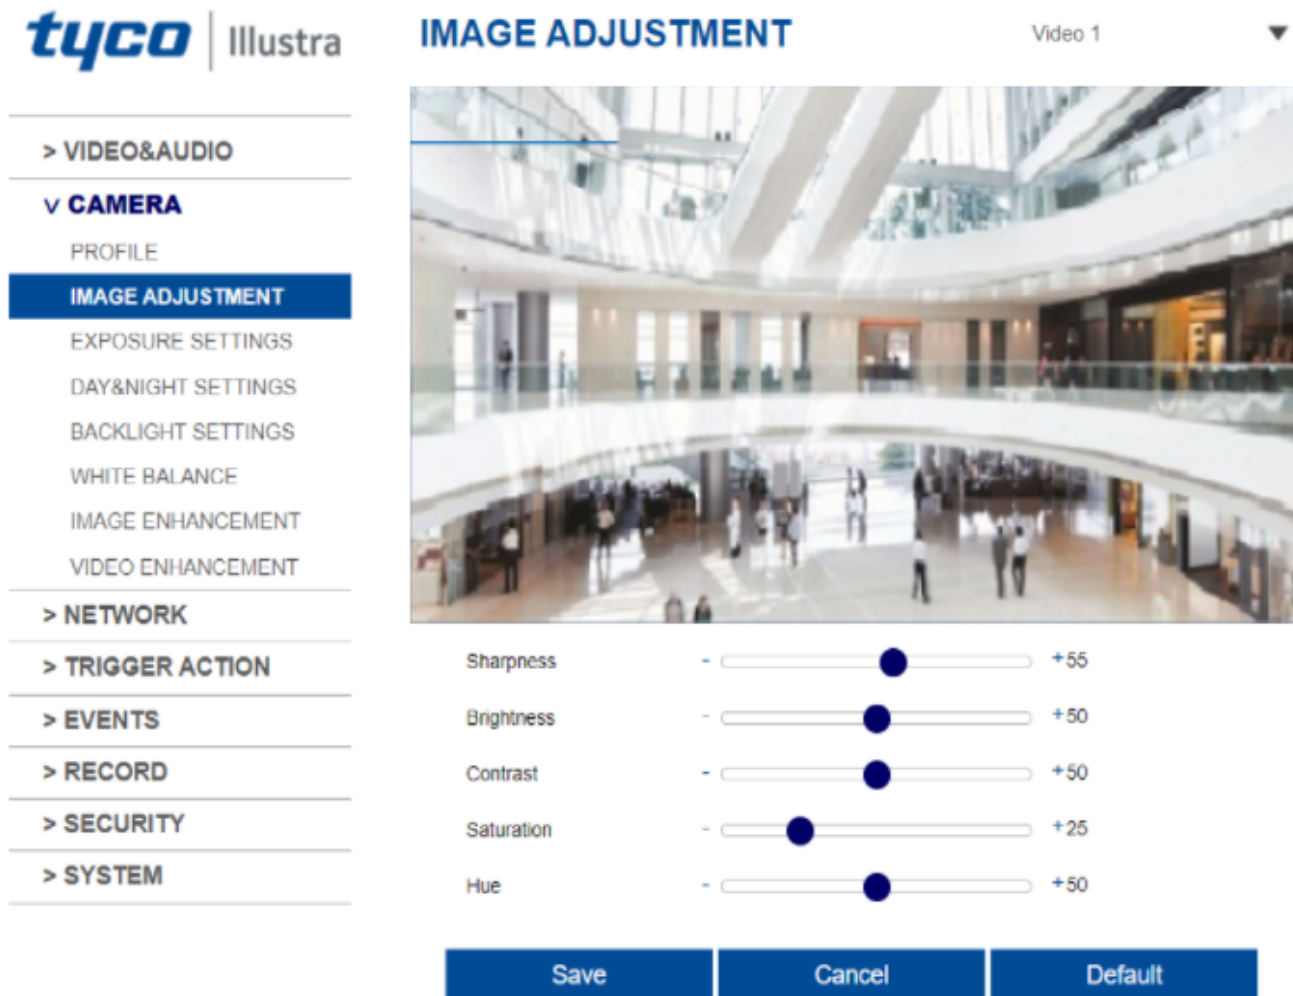 tyco | Illustra
IMAGE ADJUSTMENT
Video 1
> VIDEO&AUDIO
v CAMERA
PROFILE
IMAGE ADJUSTMENT
EXPOSURE SETTINGS
DAY&NIGHT SETTINGS
BACKLIGHT SETTINGS
WHITE BALANCE
IMAGE ENHANCEMENT
VIDEO ENHANCEMENT
> NETWORK
> TRIGGER ACTION
> EVENTS
> RECORD
> SECURITY
> SYSTEM
Sharpness - +55
Brightness - +50
Contrast - +50
Saturation - +25
Hue - +50
Save Cancel Default